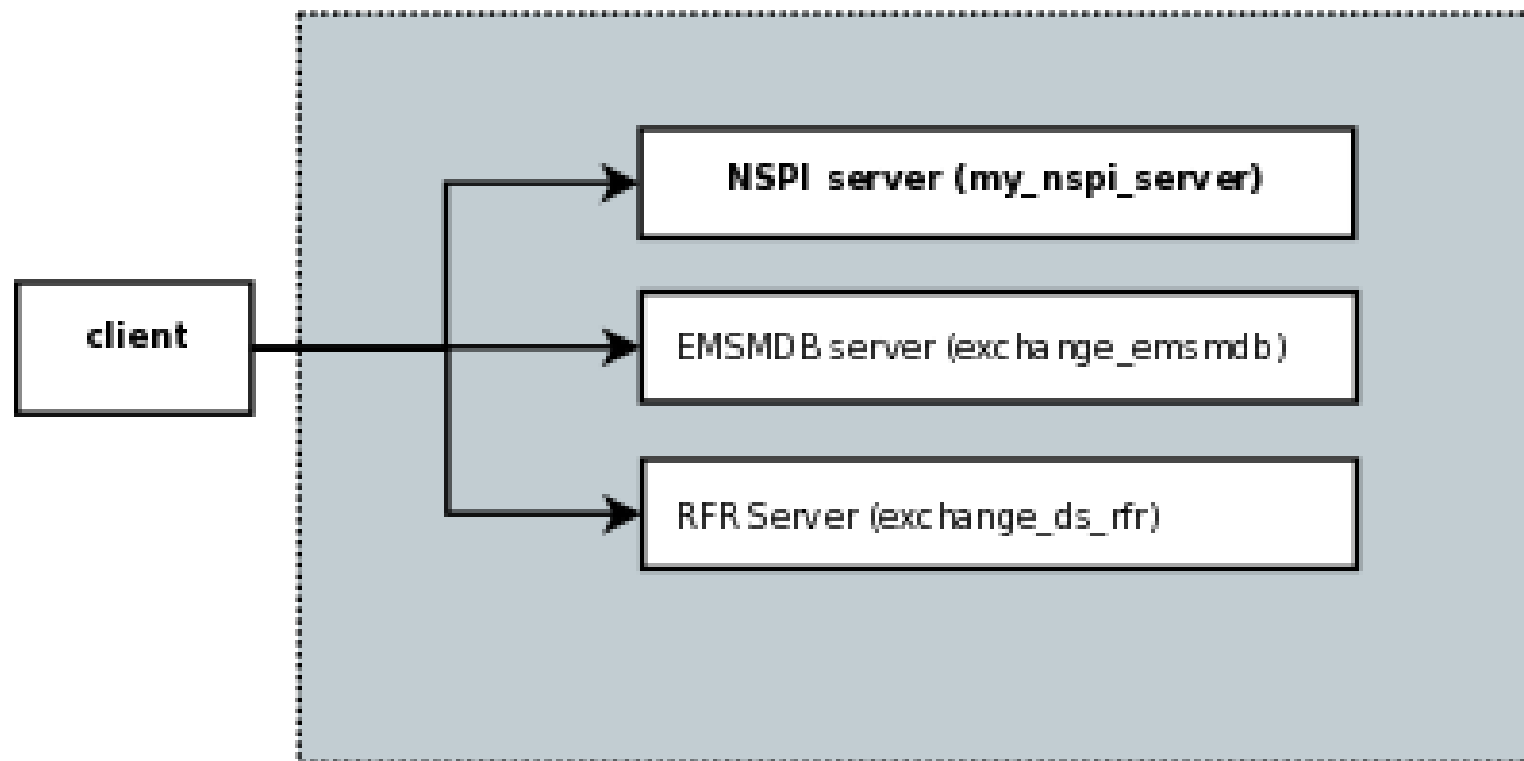 NSPI server (my_nspi_server)
client
EMSMDB server (exchange_emsmdb)
RFR Server (exchange_ds_rfr)